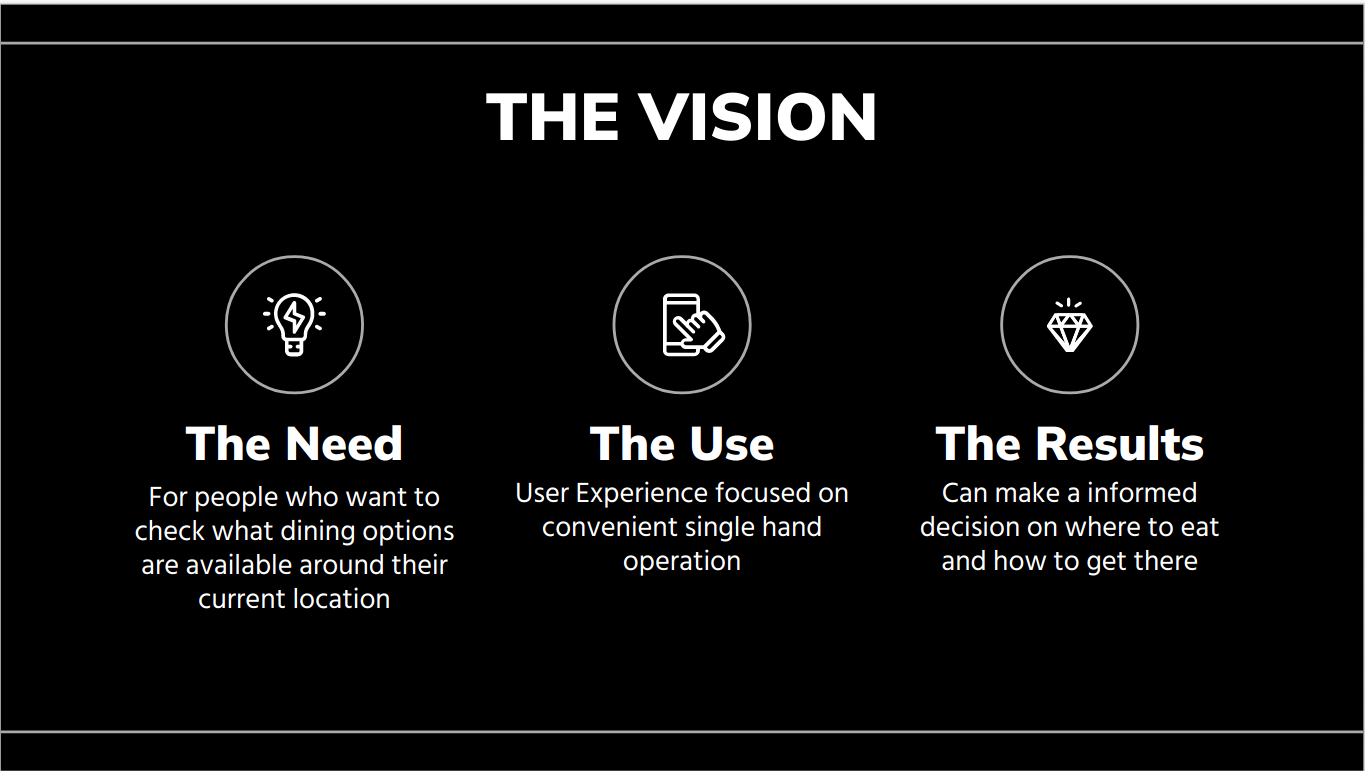 THE VISION
The Need
For people who want to
check what dining options
are available around their
current location
The Use
User Experience focused on
convenient single hand
operation
The Results
Can make a informed
decision on where to eat
and how to get there